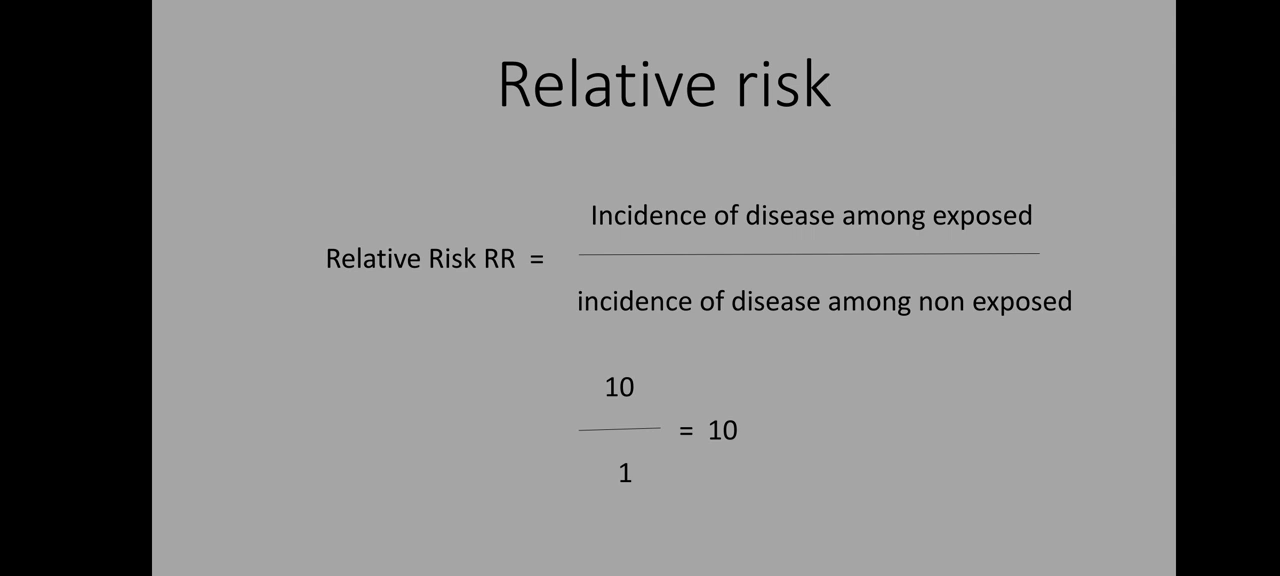 Relative risk
Incidence of disease among exposed
Relative Risk RR =
incidence of disease among non exposed
10
= 10
1